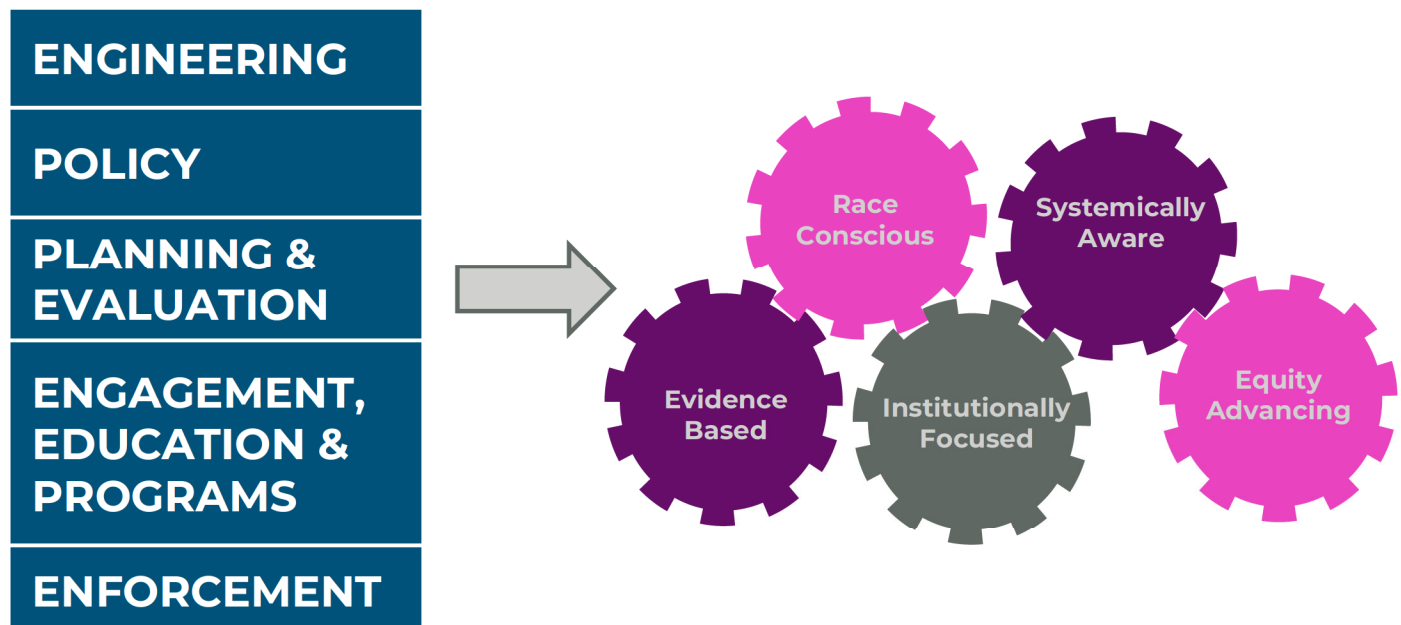 ENGINEERING
POLICY
PLANNING &
EVALUATION
ENGAGEMENT,
EDUCATION &
PROGRAMS
ENFORCEMENT
Evidence
Based
Race
Conscious
Institutionally
Focused
Systemically
Aware
Equity
Advancing